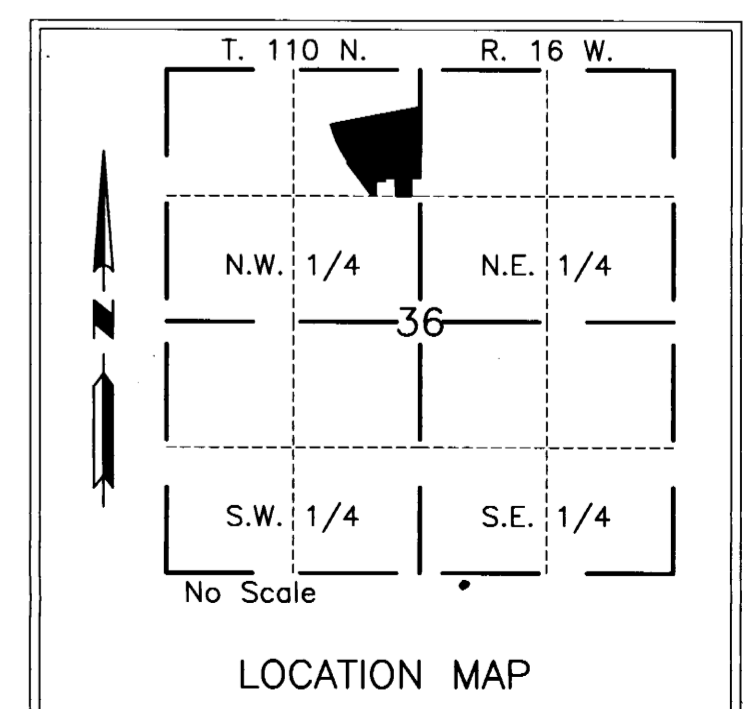 T. 110 N. R. 16 W.
N.W. 1/4 N.E. 1/4
N
36
S.W. 1/4 S.E. 1/4
No Scale
LOCATION MAP